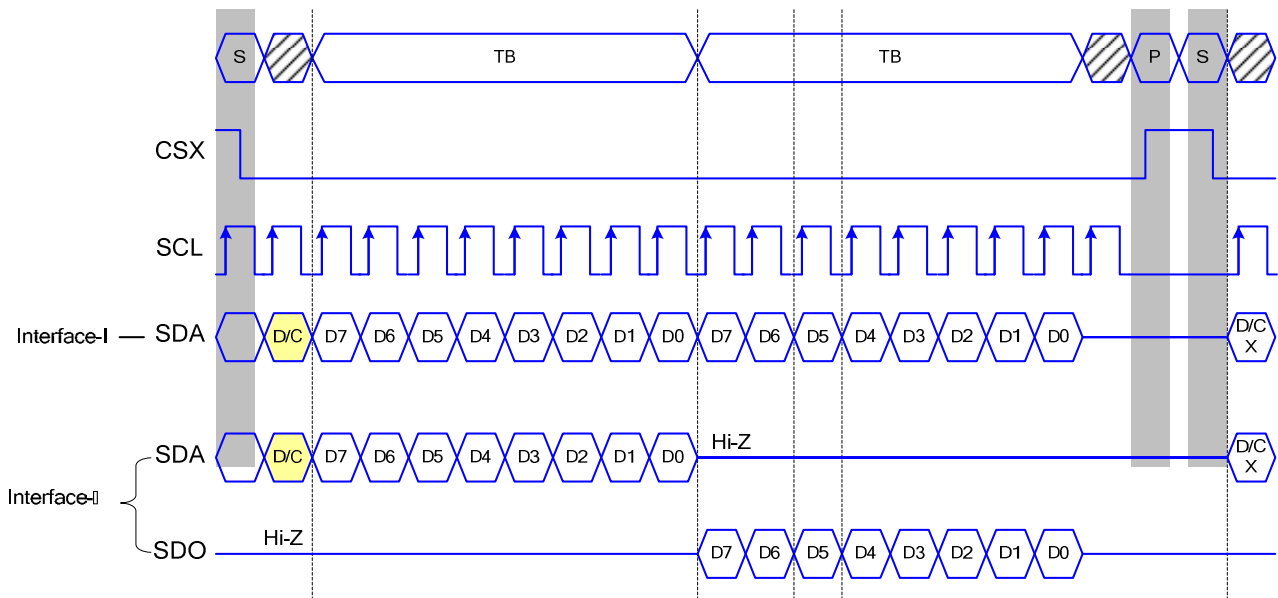 S TB TB P S
CSX
SCL
Interface-I SDA D/C D7 D6 D5 D4 D3 D2 D1 D0 D7 D6 D5 D4 D3 D2 D1 D0 D/C
X
SDA D/C D7 D6 D5 D4 D3 D2 D1 D0 Hi-Z D/C
X
Interface-▯
SDO Hi-Z D7 D6 D5 D4 D3 D2 D1 D0